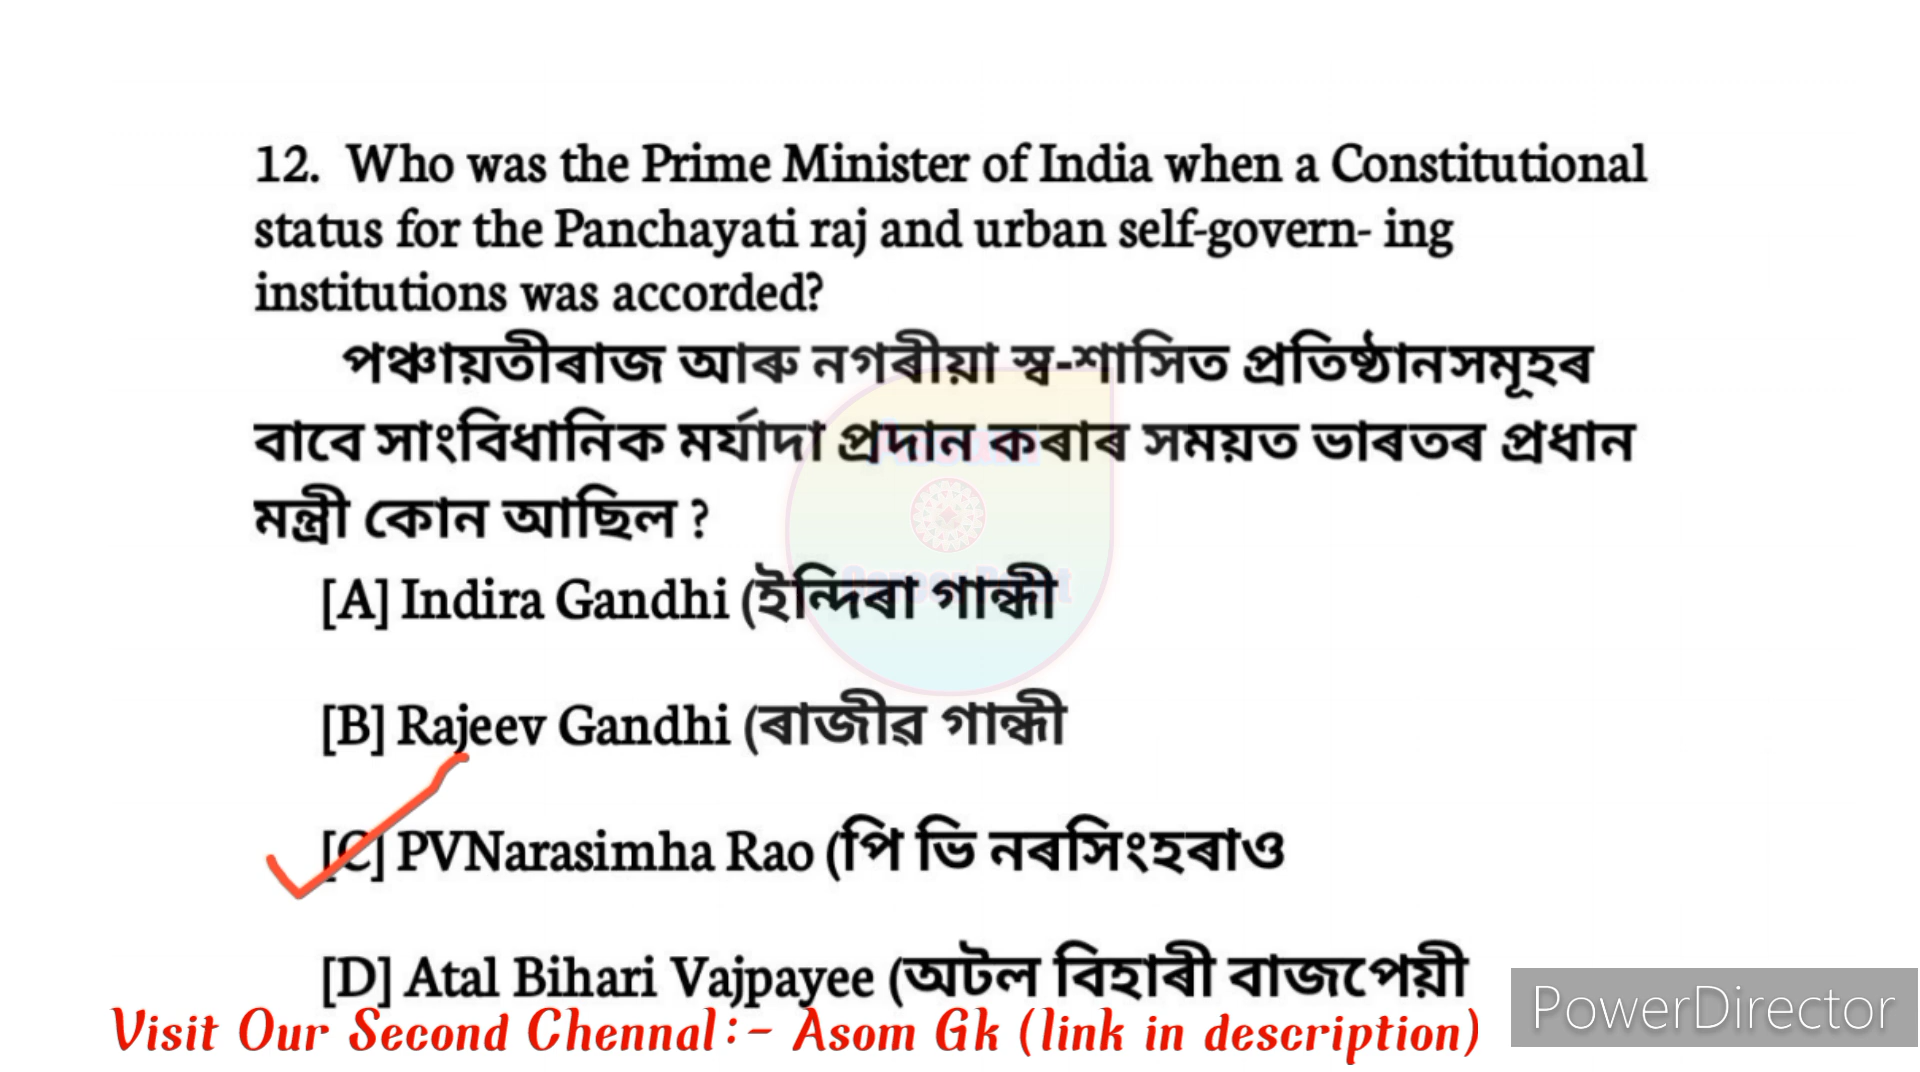 12. Who was the Prime Minister of India when a Constitutional
status for the Panchayati raj and urban self-govern- ing
institutions was accorded?
পঞ্চায়তীৰাজ আৰু নগৰীয়া স্ব-শাসিত প্ৰতিষ্ঠানসমূহৰ
বাবে সাংবিধানিক মৰ্যাদা প্ৰদান কৰাৰ সময়ত ভাৰতৰ প্ৰধান
মন্ত্ৰী কোন আছিল ?
[A] Indira Gandhi (ইন্দিৰা গান্ধী
[B] Rajeev Gandhi (ৰাজীৱ গান্ধী
[C] PVNarasimha Rao (পি ভি নৰসিংহৰাও
[D] Atal Bihari Vajpayee (অটল বিহাৰী বাজপেয়ী
Visit Our Second Chennal:- Asom Gk (link in description)
PowerDirector